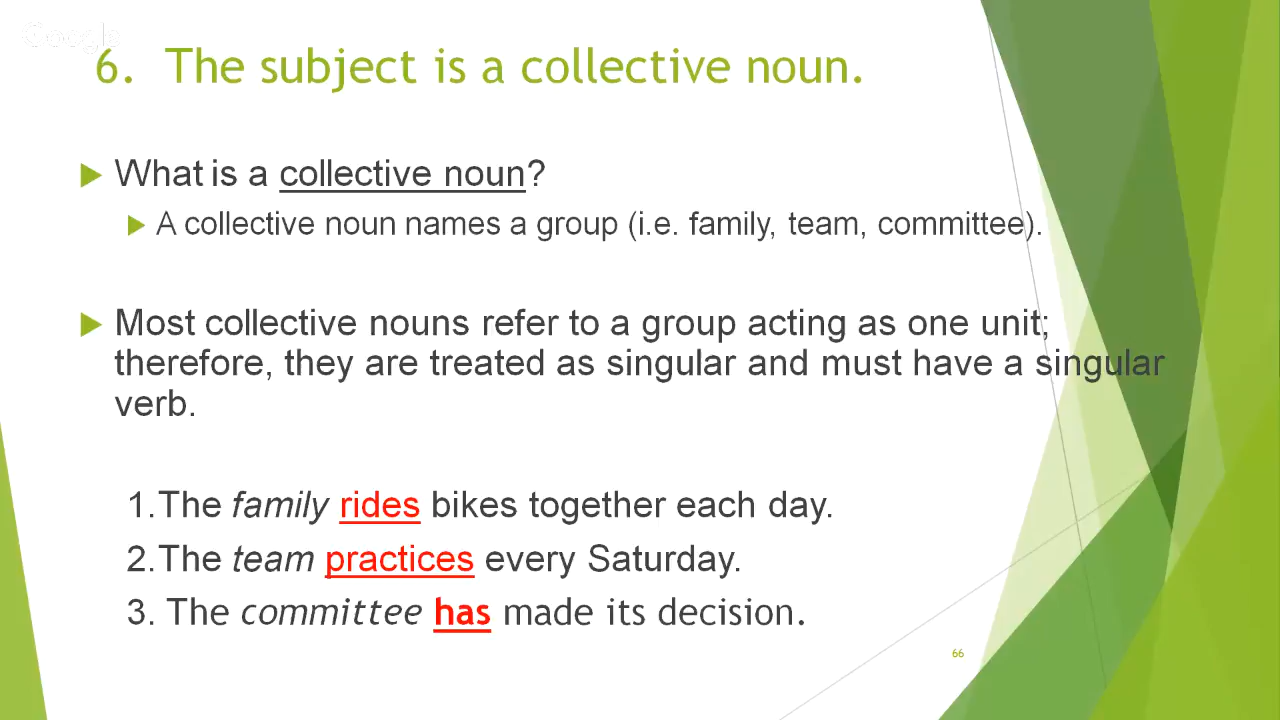 Google
6. The subject is a collective noun.
What is a collective noun?
A collective noun names a group (i.e. family, team, committee).
Most collective nouns refer to a group acting as one unit;
therefore, they are treated as singular and must have a singular
verb.
1.The family rides bikes together each day.
2.The team practices every Saturday.
3. The committee has made its decision.
66